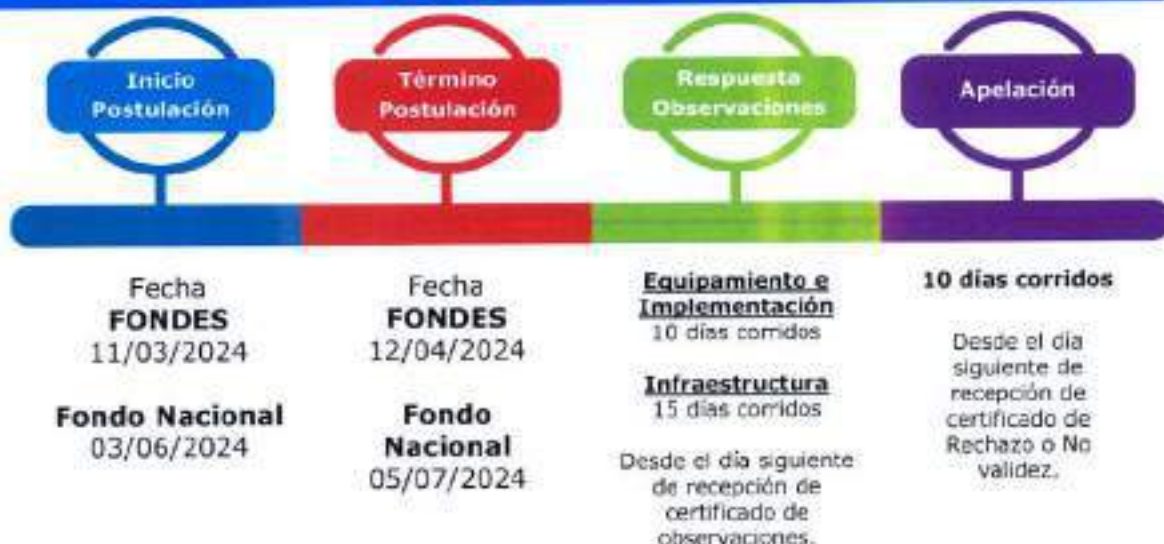 Inicio
Postulación
Término
Postulación
Respuesta
Observaciones
Apelación
Fecha
FONDES
11/03/2024
Fondo Nacional
03/06/2024
Fecha
FONDES
12/04/2024
Fondo
Nacional
05/07/2024
Equipamiento e
Implementación
10 días corridos
Infraestructura
15 días corridos
Desde el día siguiente
de recepción de
certificado de
observaciones.
10 días corridos
Desde el día
siguiente de
recepción de
certificado de
Rechazo o No
validez.